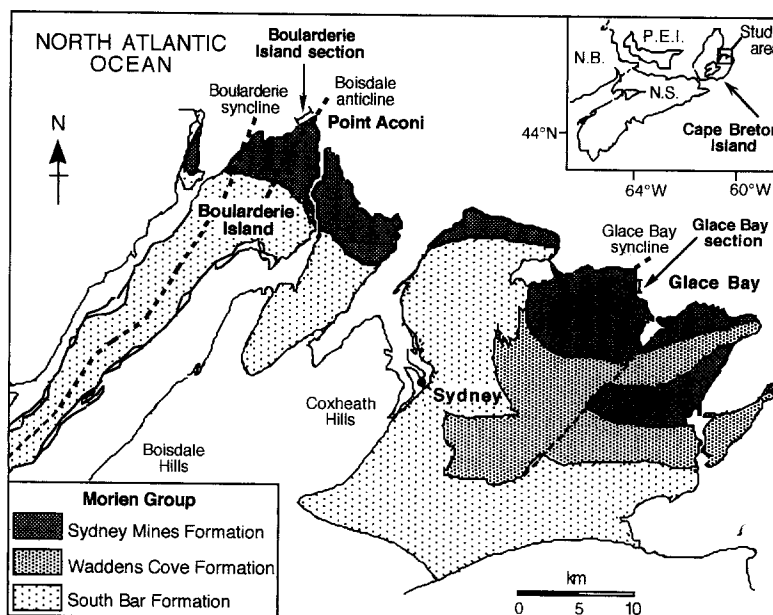 NORTH ATLANTIC
OCEAN
Boularderie
Island section
Boularderie
syncline
Boisdale
anticline
Point Aconi
N
Boularderie
Island
Boisdale
Hills
Coxheath
Hills
Sydney
Glace Bay
syncline
Glace Bay
section
Glace Bay
P.E.I.
N.B.
N.S.
Study
area
Cape Breton
Island
44°N
64°W
60°W
Morien Group
Sydney Mines Formation
Waddens Cove Formation
South Bar Formation
km
0 5 10